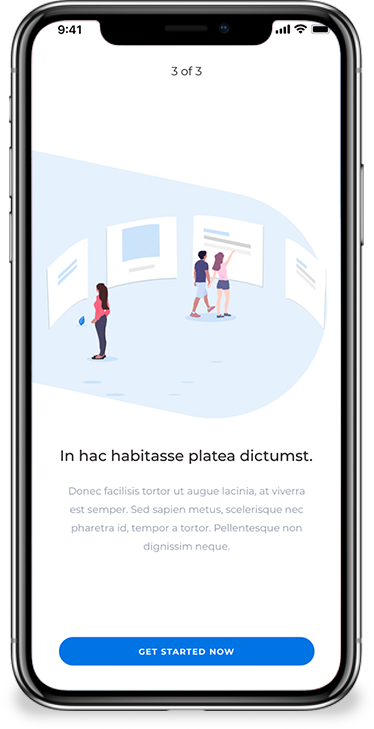 9:41
3 of 3
In hac habitasse platea dictumst.
Donec facilisis tortor ut augue lacinia, at viverra
est semper. Sed sapien metus, scelerisque nec
pharetra id, tempor a tortor. Pellentesque non
dignissim neque.
GET STARTED NOW